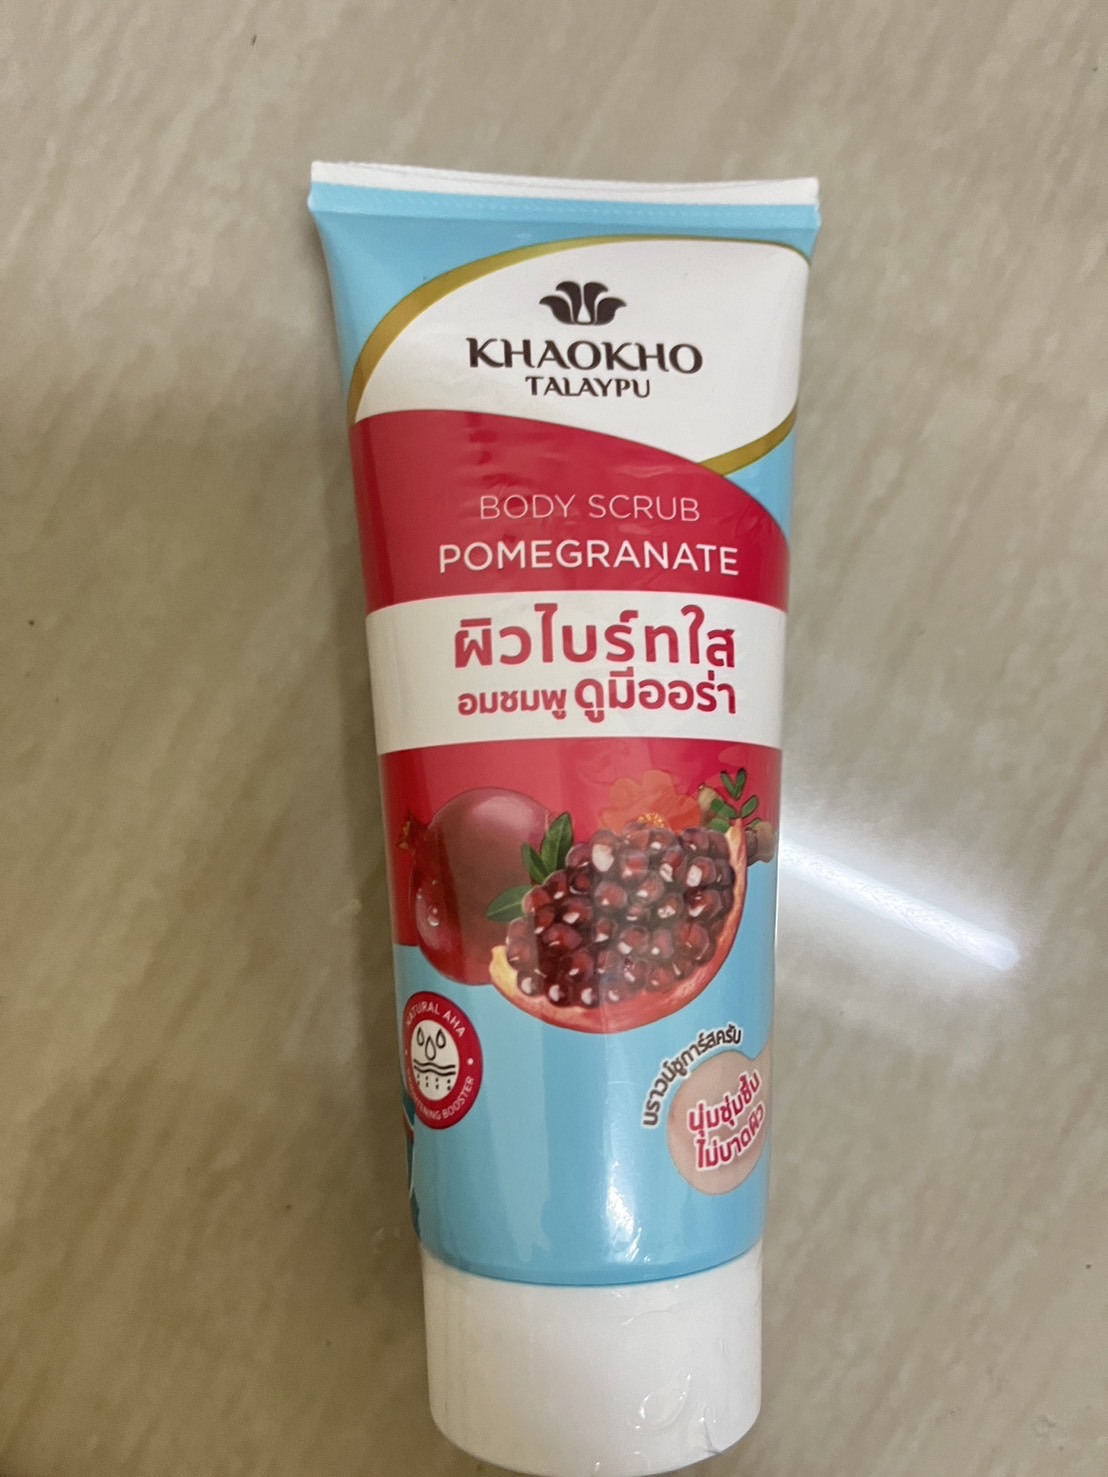 KHAOKHO
TALAYPU
BODY SCRUB
POMEGRANATE
ผิวไบร์ทใส
อมชมพู ดูมีออร่า
NATURAL AHA
BOOSTER
บราวน์ชูการ์สครับ
นุ่มชุ่มชื้น
ไม่บาดผิว